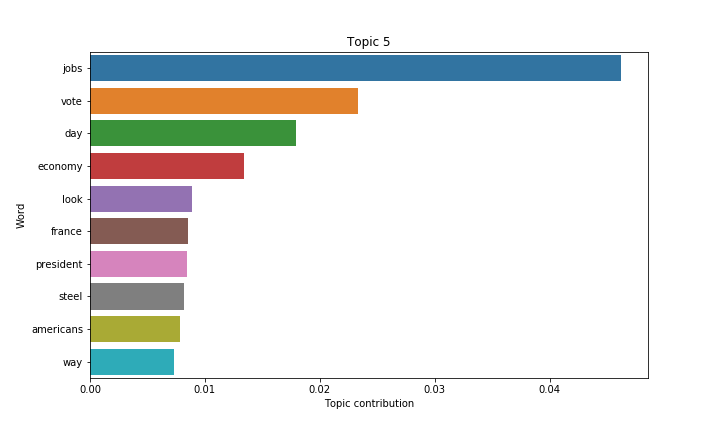 Topic 5
Word
jobs
vote
day
economy
look
france
president
steel
americans
way
0.00 0.01 0.02 0.03 0.04
Topic contribution